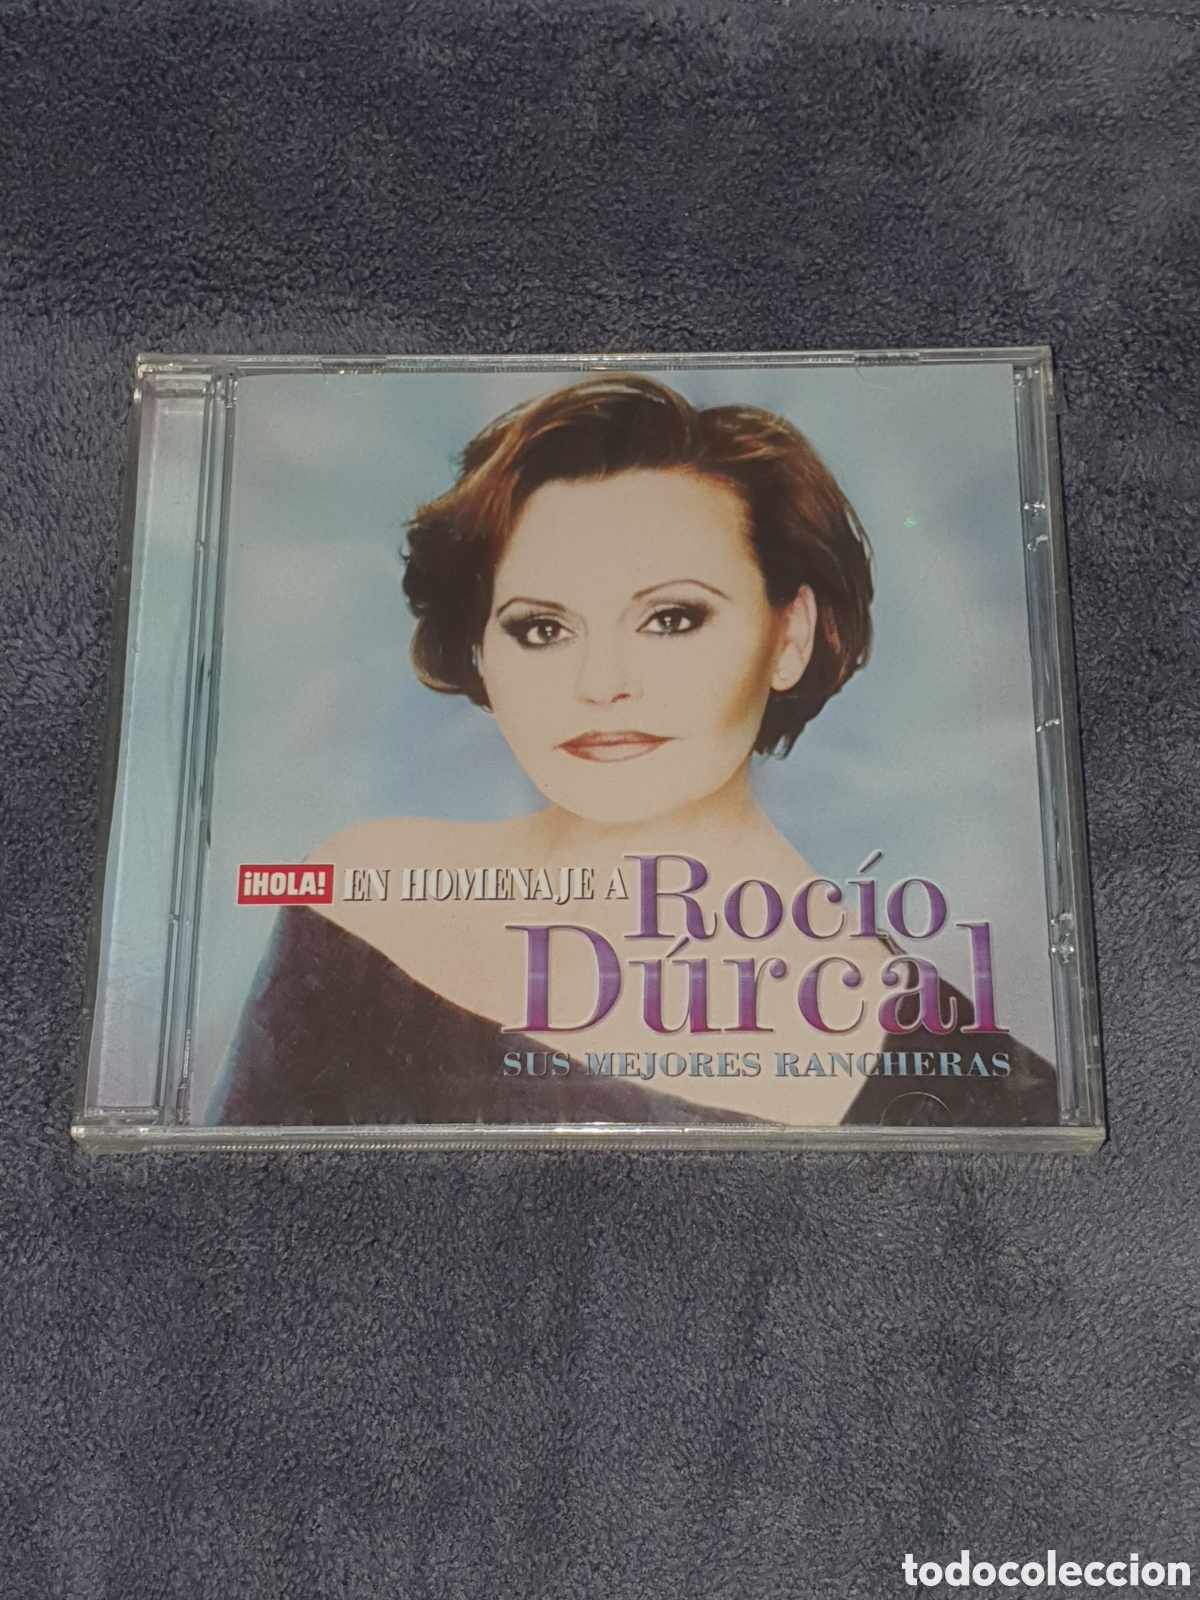 ¡HOLA! EN HOMENAJE A Rocío
Dúrcal
SUS MEJORES RANCHERAS
todocoleccion